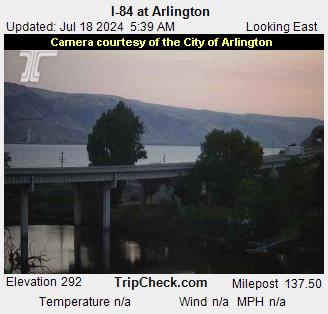 I-84 at Arlington
Updated: Jul 18 2024 5:39 AM Looking East
Camera courtesy of the City of Arlington
Elevation 292 TripCheck.com Milepost 137.50
Temperature n/a Wind n/a MPH n/a